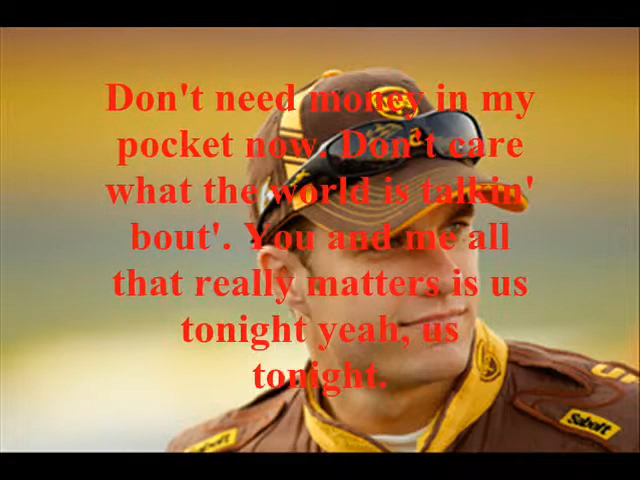 Don't need money in my
pocket now. Don't care
what the world is talkin'
bout'. You and me all
that really matters is us
tonight yeah, us
tonight.
Sabelt